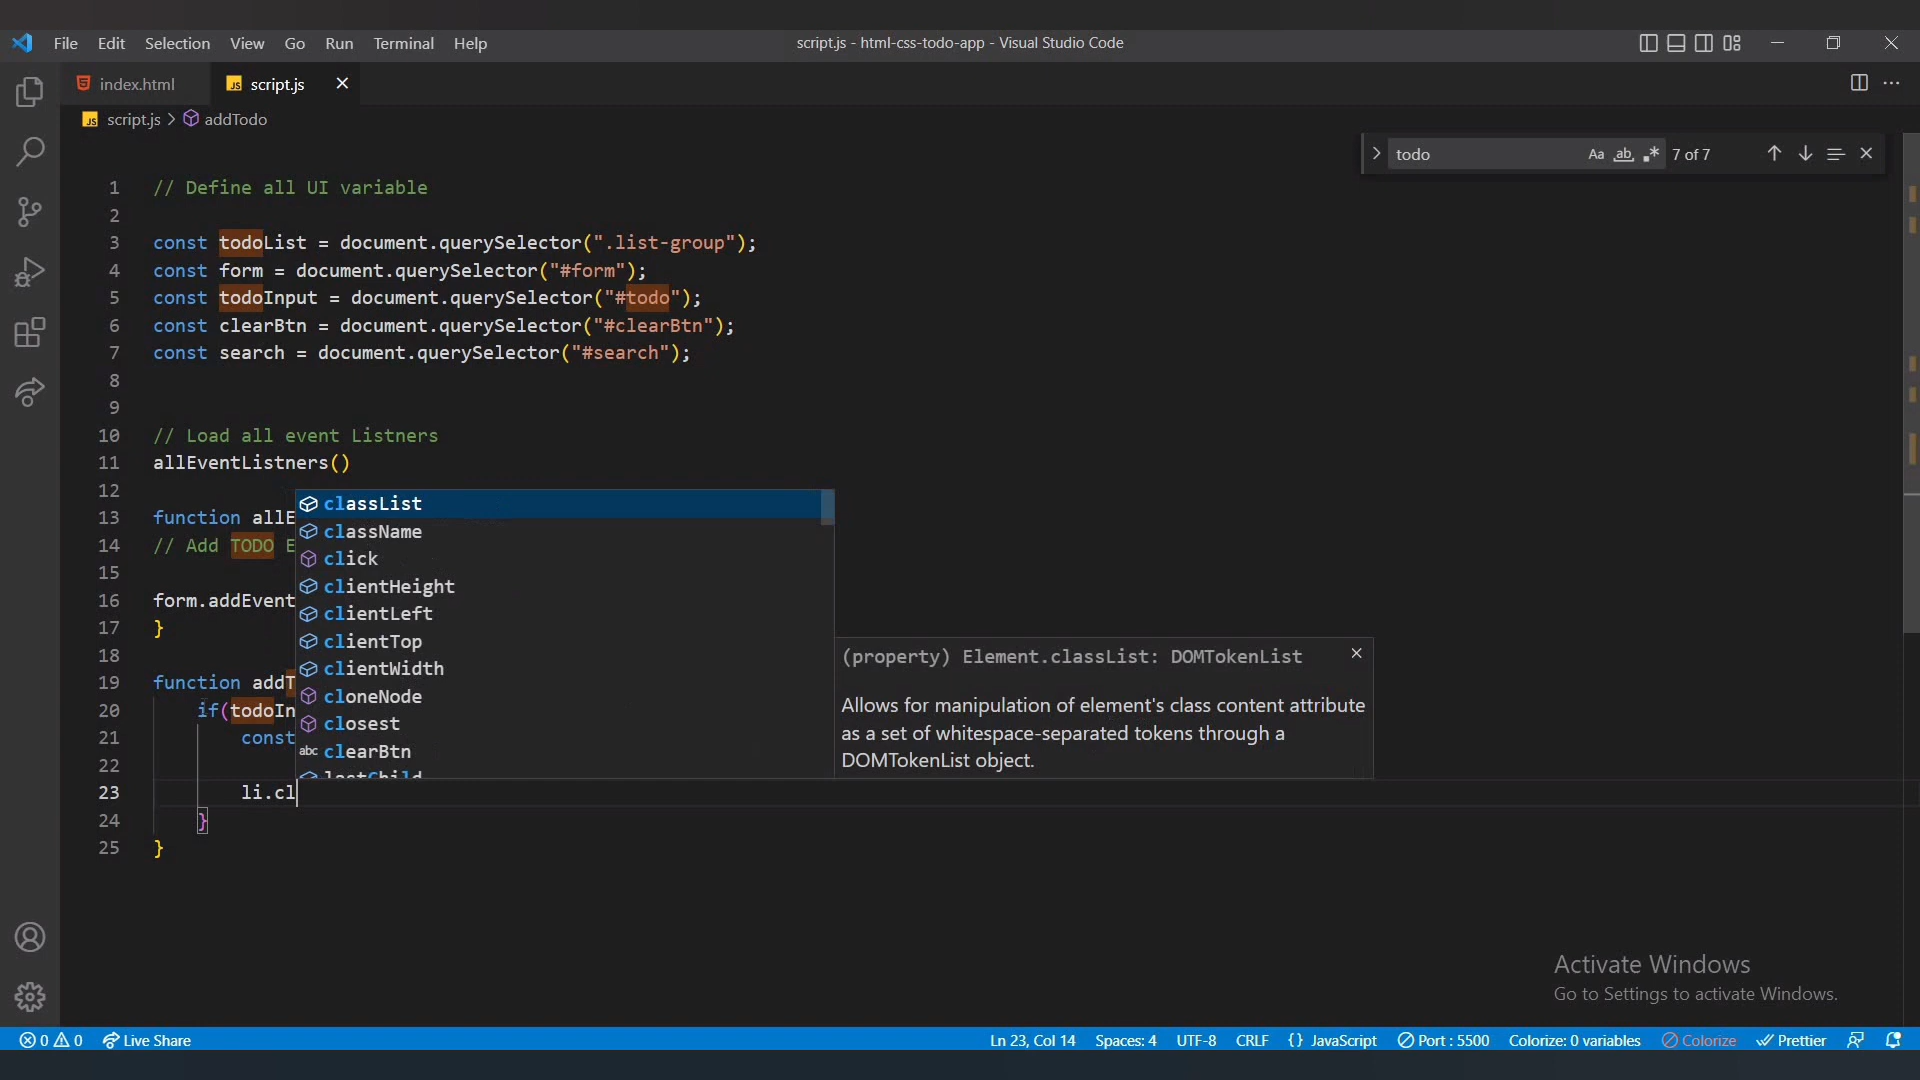 File Edit Selection View Go Run Terminal Help
script.js - html-css-todo-app - Visual Studio Code
index.html
JS script.js
JS script.js > addTodo
todo Aa ab 7 of 7
1 // Define all UI variable
2
3 const todoList = document.querySelector(".list-group");
4 const form = document.querySelector("#form");
5 const todoInput = document.querySelector("#todo");
6 const clearBtn = document.querySelector("#clearBtn");
7 const search = document.querySelector("#search");
8
9
10 // Load all event Listners
11 allEventListners()
12
13 function allE
14 // Add TODO E
15
16 form.addEvent
17 }
18
19 function addT
20 if(todoIn
21 const
22
23 li.cl
24 }
25 }
classList
className
click
clientHeight
clientLeft
clientTop
clientWidth
cloneNode
closest
abc clearBtn
lastChild
(property) Element.classList: DOMTokenList
Allows for manipulation of element's class content attribute
as a set of whitespace-separated tokens through a
DOMTokenList object.
Activate Windows
Go to Settings to activate Windows.
0 0 Live Share
Ln 23, Col 14 Spaces: 4 UTF-8 CRLF {} JavaScript Port : 5500 Colorize: 0 variables Colorize Prettier